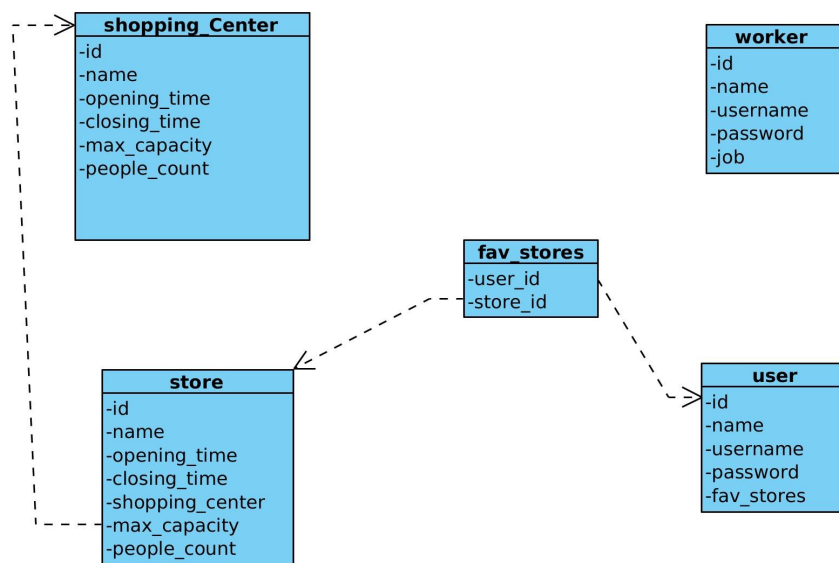 shopping_Center
-id
-name
-opening_time
-closing_time
-max_capacity
-people_count
worker
-id
-name
-username
-password
-job
fav_stores
-user_id
-store_id
store
-id
-name
-opening_time
-closing_time
-shopping_center
-max_capacity
-people_count
user
-id
-name
-username
-password
-fav_stores